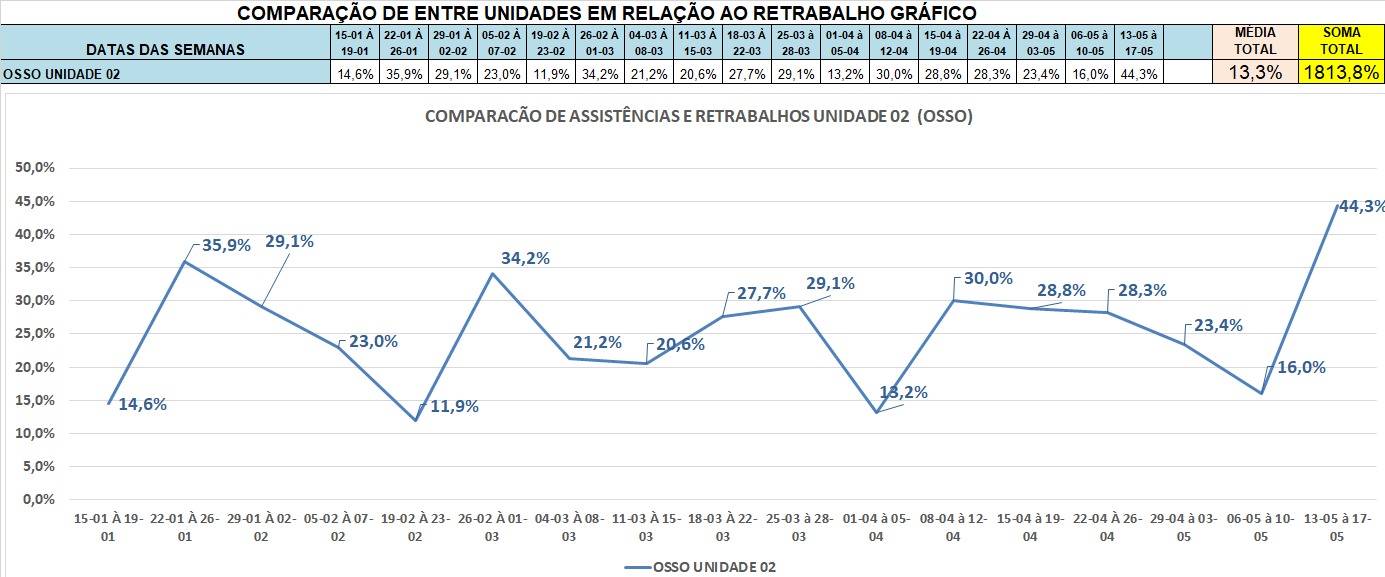 COMPARAÇÃO DE ENTRE UNIDADES EM RELAÇÃO AO RETRABALHO GRÁFICO
DATAS DAS SEMANAS 15-01 À 19-01 22-01 À 26-01 29-01 À 02-02 05-02 À 07-02 19-02 À 23-02 26-02 À 01-03 04-03 À 08-03 11-03 À 15-03 18-03 À 22-03 25-03 à 28-03 01-04 à 05-04 08-04 à 12-04 15-04 à 19-04 22-04 À 26-04 29-04 à 03-05 06-05 à 10-05 13-05 à 17-05 MÉDIA TOTAL SOMA TOTAL
OSSO UNIDADE 02 14,6% 35,9% 29,1% 23,0% 11,9% 34,2% 21,2% 20,6% 27,7% 29,1% 13,2% 30,0% 28,8% 28,3% 23,4% 16,0% 44,3% 13,3% 1813,8%
COMPARACÃO DE ASSISTÊNCIAS E RETRABALHOS UNIDADE 02 (OSSO)
50,0%
45,0%
40,0%
35,0%
30,0%
25,0%
20,0%
15,0%
10,0%
5,0%
0,0%
14,6%
35,9%
29,1%
23,0%
11,9%
34,2%
21,2%
20,6%
27,7%
29,1%
13,2%
30,0%
28,8%
28,3%
23,4%
16,0%
44,3%
15-01 À 19-01
22-01 À 26-01
29-01 À 02-02
05-02 À 07-02
19-02 À 23-02
26-02 À 01-03
04-03 À 08-03
11-03 À 15-03
18-03 À 22-03
25-03 à 28-03
01-04 à 05-04
08-04 à 12-04
15-04 à 19-04
22-04 À 26-04
29-04 à 03-05
06-05 à 10-05
13-05 à 17-05
OSSO UNIDADE 02